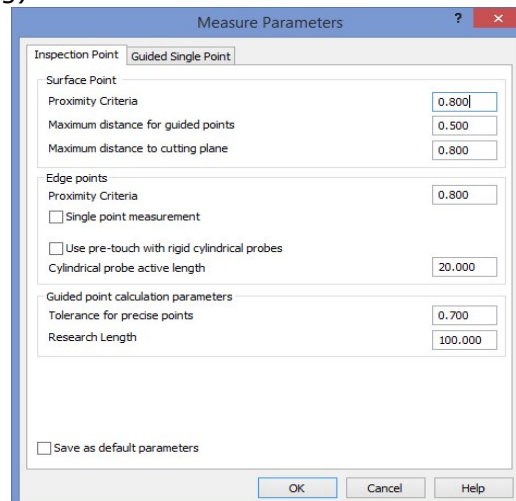 Measure Parameters ? ×
Inspection Point Guided Single Point
Surface Point
Proximity Criteria 0.800
Maximum distance for guided points 0.500
Maximum distance to cutting plane 0.800
Edge points
Proximity Criteria 0.800
Single point measurement
Use pre-touch with rigid cylindrical probes
Cylindrical probe active length 20.000
Guided point calculation parameters
Tolerance for precise points 0.700
Research Length 100.000
Save as default parameters
OK Cancel Help